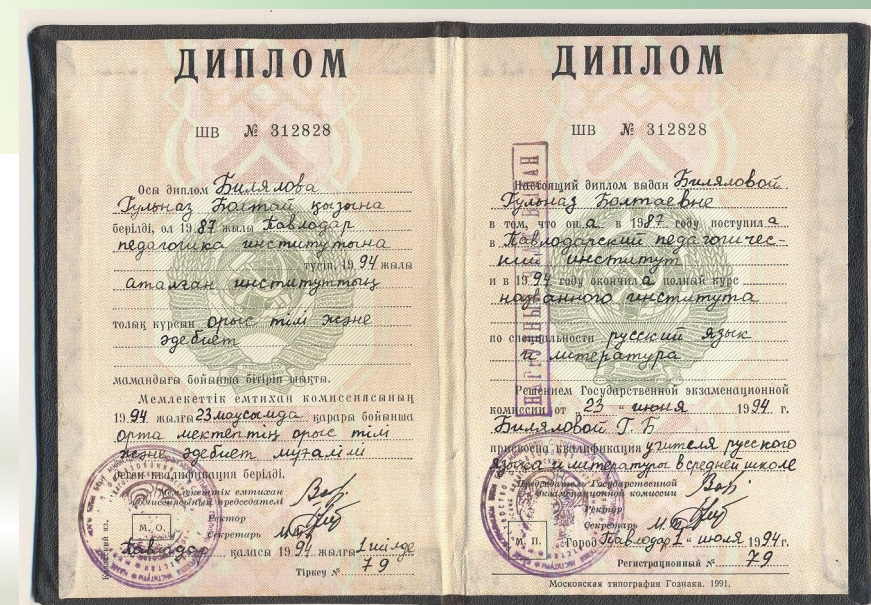 ДИПЛОМ
ШВ № 312828
Осы диплом Билялова
Гульназ Болтай қызына
берілді, ол 1987 жылы Павлодар
педагогика институтына
түсіп, 1994 жылы
аталған институттың
толық курсын орыс тілі және
әдебиет
мамандығы бойынша бітіріп шықты.
Мемлекеттік емтихан комиссиясының
1994 жылғы 23 маусымда қарары бойынша
орта мектептің орыс тілі
және әдебиет мұғалімі
деген квалификация берілді.
Мемлекеттік емтихан
комиссиясының председателі
Ректор
Секретарь
М. О.
Павлодар қаласы 1994 жылғы 1 шілде
Тіркеу № 79
ДИПЛОМ
ШВ № 312828
Настоящий диплом выдан Биляловой
Гульназ Болтаевне
в том, что она в 1987 году поступила
в Павлодарский педагогичес-
кий институт
и в 1994 году окончила полный курс
названного института
по специальности русский язык
и литература
Решением Государственной экзаменационной
комиссии от 23 " июня 1994 г.
Биляловой Г. Б
присвоена квалификация учителя русского
языка и литературы в средней школе
Председатель Государственной
экзаменационной комиссии
Ректор
Секретарь
М. П.
Город Павлодар 1 " июля 1994 г.
Регистрационный № 79
Московская типография Гознака. 1991.
НАГРУДНЫЙ ЗНАК ВЫДАН